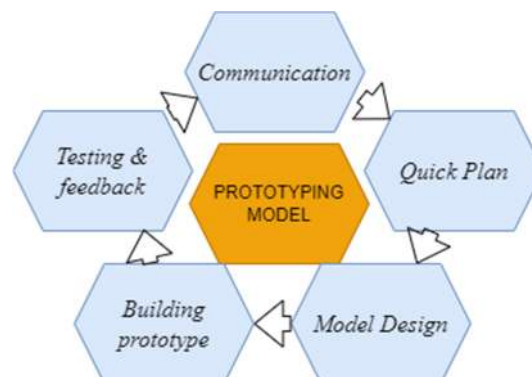 Communication
Testing &
feedback
Quick Plan
PROTOTYPING
MODEL
Building
prototype
Model Design